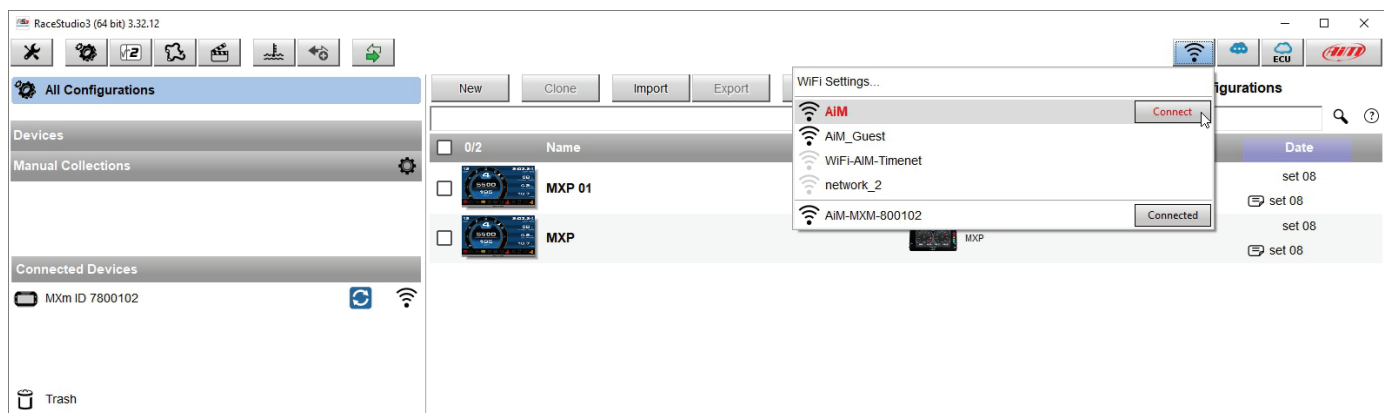 RaceStudio3 (64 bit) 3.32.12
ECU
AiM
All Configurations
New Clone Import Export
WiFi Settings...
AiM Connect
AiM_Guest
WiFi-AiM-Timenet
network_2
AiM-MXM-800102 Connected
Devices
Manual Collections
0/2 Name Date
MXP 01 set 08
set 08
MXP MXP set 08
set 08
Connected Devices
MXm ID 7800102
Trash